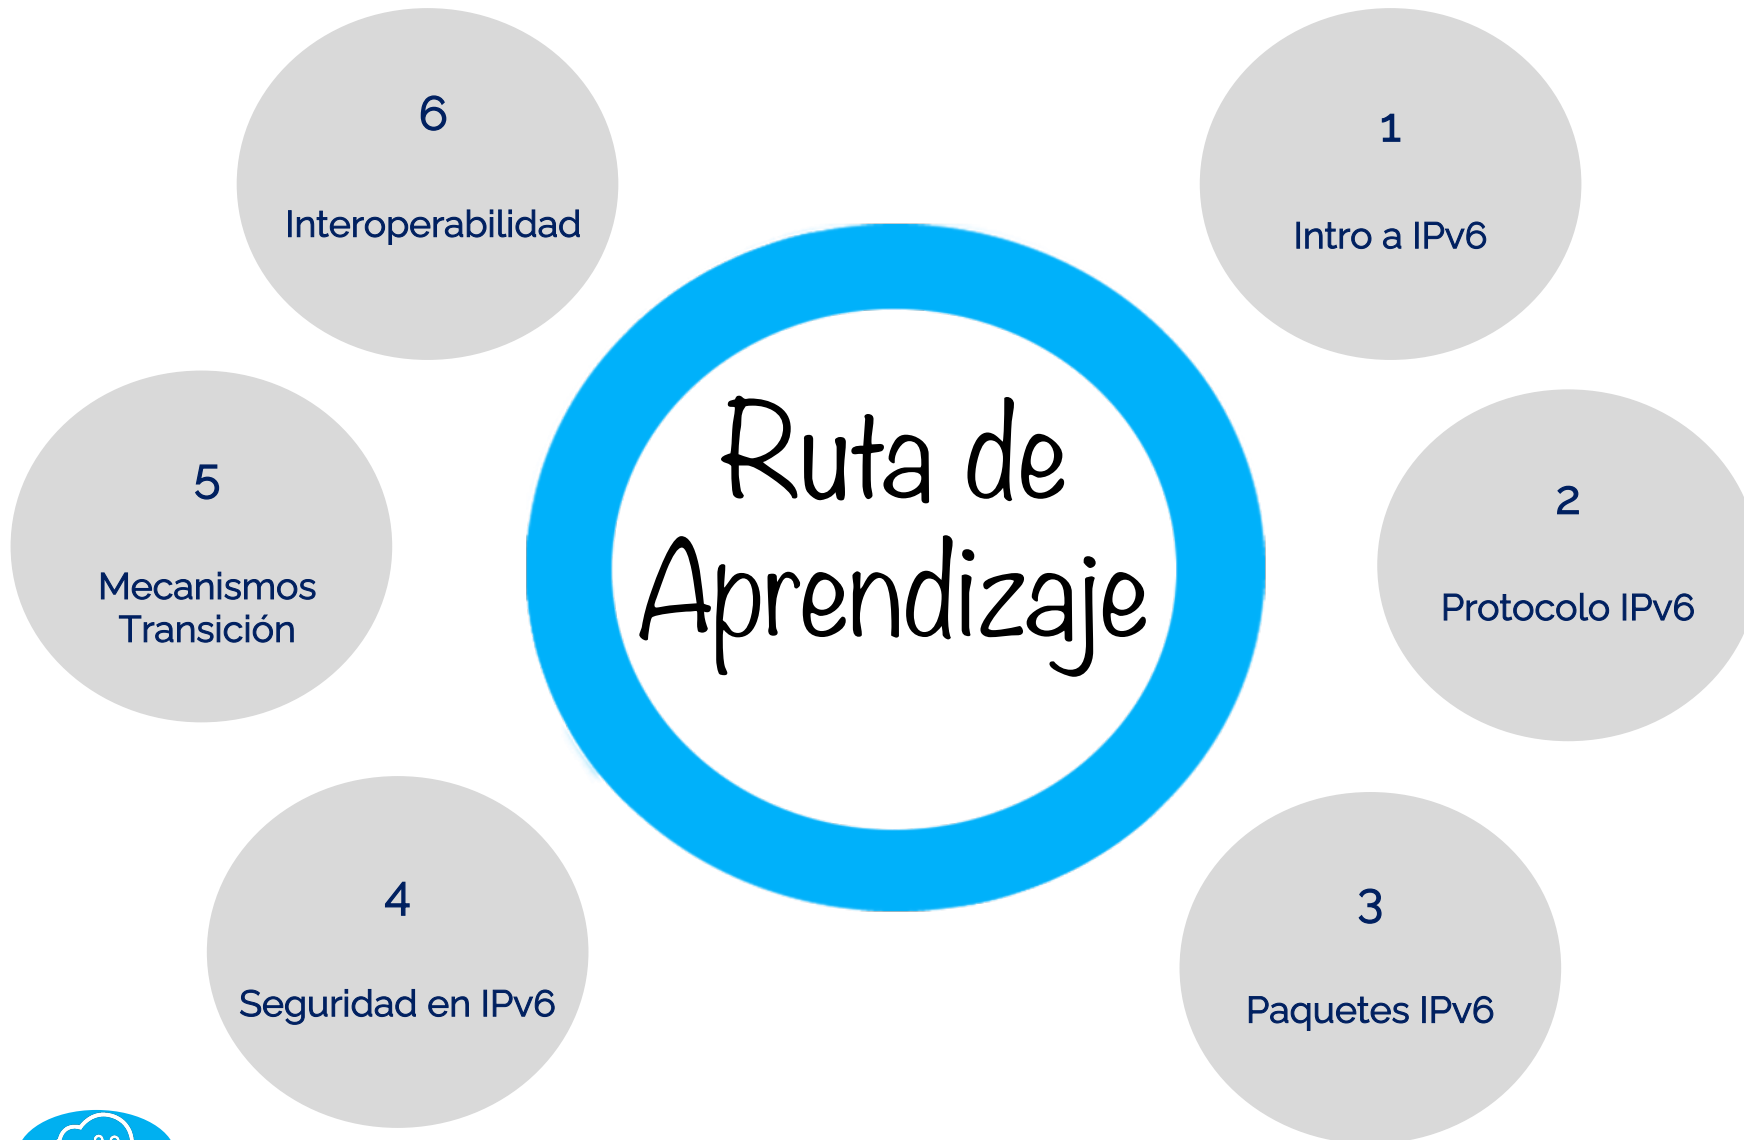 Ruta de
Aprendizaje
1
Intro a IPv6
2
Protocolo IPv6
3
Paquetes IPv6
4
Seguridad en IPv6
5
Mecanismos
Transición
6
Interoperabilidad